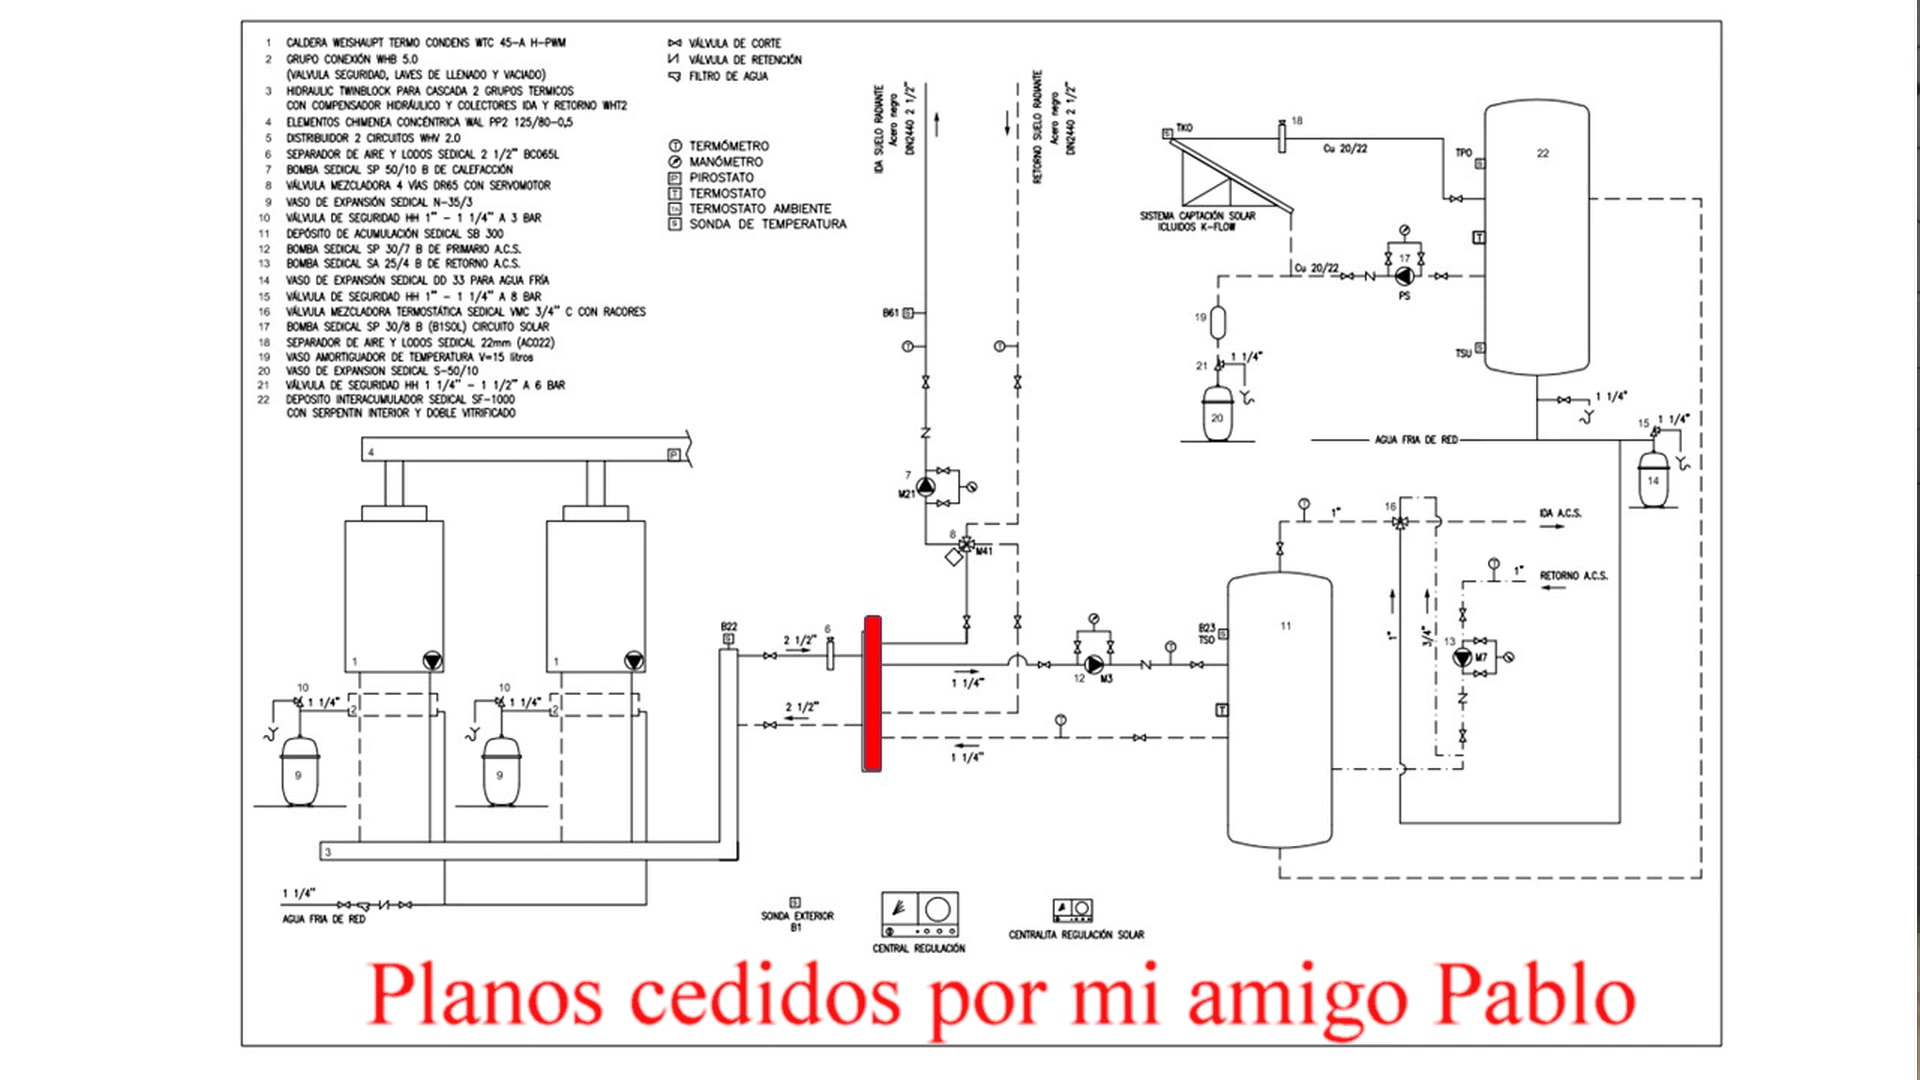 1 CALDERA WEISHAUPT TERMO CONDENS WTC 45-A H-PWM
2 GRUPO CONEXIÓN WHB 5.0
(VALVULA SEGURIDAD, LAVES DE LLENADO Y VACIADO)
3 HIDRAULIC TWINBLOCK PARA CASCADA 2 GRUPOS TERMICOS
CON COMPENSADOR HIDRÁULICO Y COLECTORES IDA Y RETORNO WHT2
4 ELEMENTOS CHIMENEA CONCÉNTRICA WAL PP2 125/80-0,5
5 DISTRIBUIDOR 2 CIRCUITOS WHV 2.0
6 SEPARADOR DE AIRE Y LODOS SEDICAL 2 1/2" BC065L
7 BOMBA SEDICAL SP 50/10 B DE CALEFACCIÓN
8 VÁLVULA MEZCLADORA 4 VÍAS DR65 CON SERVOMOTOR
9 VASO DE EXPANSIÓN SEDICAL N-35/3
10 VÁLVULA DE SEGURIDAD HH 1" - 1 1/4" A 3 BAR
11 DEPÓSITO DE ACUMULACIÓN SEDICAL SB 300
12 BOMBA SEDICAL SP 30/7 B DE PRIMARIO A.C.S.
13 BOMBA SEDICAL SA 25/4 B DE RETORNO A.C.S.
14 VASO DE EXPANSIÓN SEDICAL DD 33 PARA AGUA FRÍA
15 VÁLVULA DE SEGURIDAD HH 1" - 1 1/4" A 8 BAR
16 VÁLVULA MEZCLADORA TERMOSTÁTICA SEDICAL VMC 3/4" C CON RACORES
17 BOMBA SEDICAL SP 30/8 B (B1SOL) CIRCUITO SOLAR
18 SEPARADOR DE AIRE Y LODOS SEDICAL 22mm (AC022)
19 VASO AMORTIGUADOR DE TEMPERATURA V=15 litros
20 VASO DE EXPANSION SEDICAL S-50/10
21 VÁLVULA DE SEGURIDAD HH 1 1/4" - 1 1/2" A 6 BAR
22 DEPOSITO INTERACUMULADOR SEDICAL SF-1000
CON SERPENTIN INTERIOR Y DOBLE VITRIFICADO
VÁLVULA DE CORTE
VÁLVULA DE RETENCIÓN
FILTRO DE AGUA
T TERMÓMETRO
MANÓMETRO
P PIROSTATO
T TERMOSTATO
TERMOSTATO AMBIENTE
S SONDA DE TEMPERATURA
IDA SUELO RADIANTE
Acero negro
DIN2440 2 1/2"
RETORNO SUELO RADIANTE
Acero negro
DIN2440 2 1/2"
S TKO
18
Cu 20/22
SISTEMA CAPTACIÓN SOLAR
ICLUIDOS K-FLOW
TPO S
22
T
TSU S
Cu 20/22
17
PS
19
21
1 1/4"
20
1 1/4"
AGUA FRIA DE RED
15
1 1/4"
14
B61 S
T
T
7
M21
8
M41
4
P
1
1
10
1 1/4"
2
9
10
1 1/4"
2
9
3
1 1/4"
AGUA FRIA DE RED
B22
S
2 1/2"
6
2 1/2"
1 1/4"
1 1/4"
12
M3
T
T
B23
TSO S
11
T
T
1"
16
IDA A.C.S.
T
1"
RETORNO A.C.S.
1"
3/4"
13
M7
S
SONDA EXTERIOR
B1
CENTRAL REGULACIÓN
CENTRALITA REGULACIÓN SOLAR
Planos cedidos por mi amigo Pablo